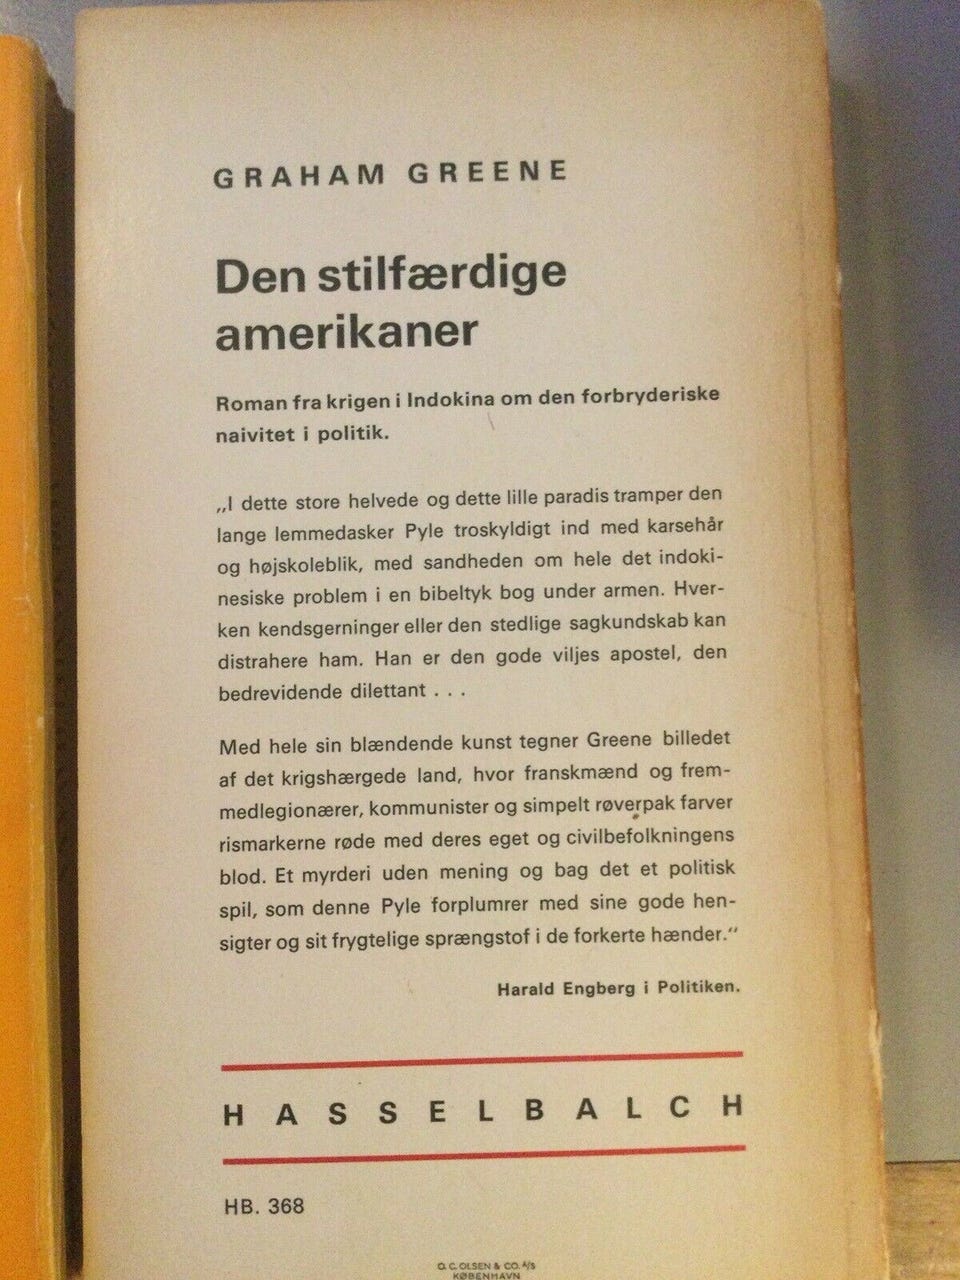 GRAHAM GREENE
Den stilfærdige
amerikaner
Roman fra krigen i Indokina om den forbryderiske
naivitet i politik.
„I dette store helvede og dette lille paradis tramper den
lange lemmedasker Pyle troskyldigt ind med karsehår
og højskoleblik, med sandheden om hele det indoki-
nesiske problem i en bibeltyk bog under armen. Hver-
ken kendsgerninger eller den stedlige sagkundskab kan
distrahere ham. Han er den gode viljes apostel, den
bedrevidende dilettant . . .
Med hele sin blændende kunst tegner Greene billedet
af det krigshærgede land, hvor franskmænd og frem-
medlegionærer, kommunister og simpelt røverpak farver
rismarkerne røde med deres eget og civilbefolkningens
blod. Et myrderi uden mening og bag det et politisk
spil, som denne Pyle forplumrer med sine gode hen-
sigter og sit frygtelige sprængstof i de forkerte hænder."
Harald Engberg i Politiken.
HASSELBALCH
HB. 368
O. C. OLSEN & CO. A/S
KØBENHAVN